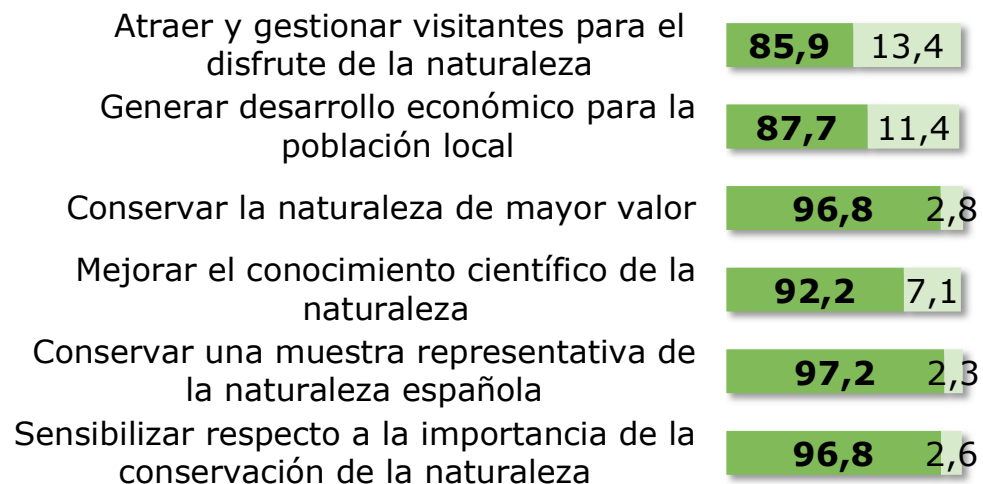 Atraer y gestionar visitantes para el
disfrute de la naturaleza
85,9 13,4
Generar desarrollo económico para la
población local
87,7 11,4
Conservar la naturaleza de mayor valor
96,8 2,8
Mejorar el conocimiento científico de la
naturaleza
92,2 7,1
Conservar una muestra representativa de
la naturaleza española
97,2 2,3
Sensibilizar respecto a la importancia de la
conservación de la naturaleza
96,8 2,6